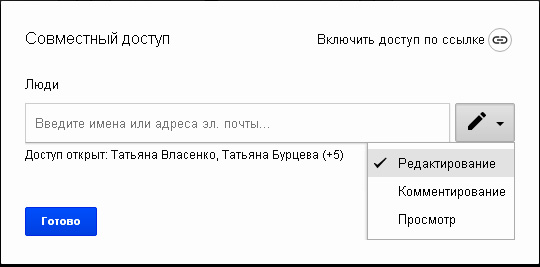 Совместный доступ
Включить доступ по ссылке
Люди
Введите имена или адреса эл. почты...
Доступ открыт: Татьяна Власенко, Татьяна Бурцева (+5)
Редактирование
Комментирование
Просмотр
Готово